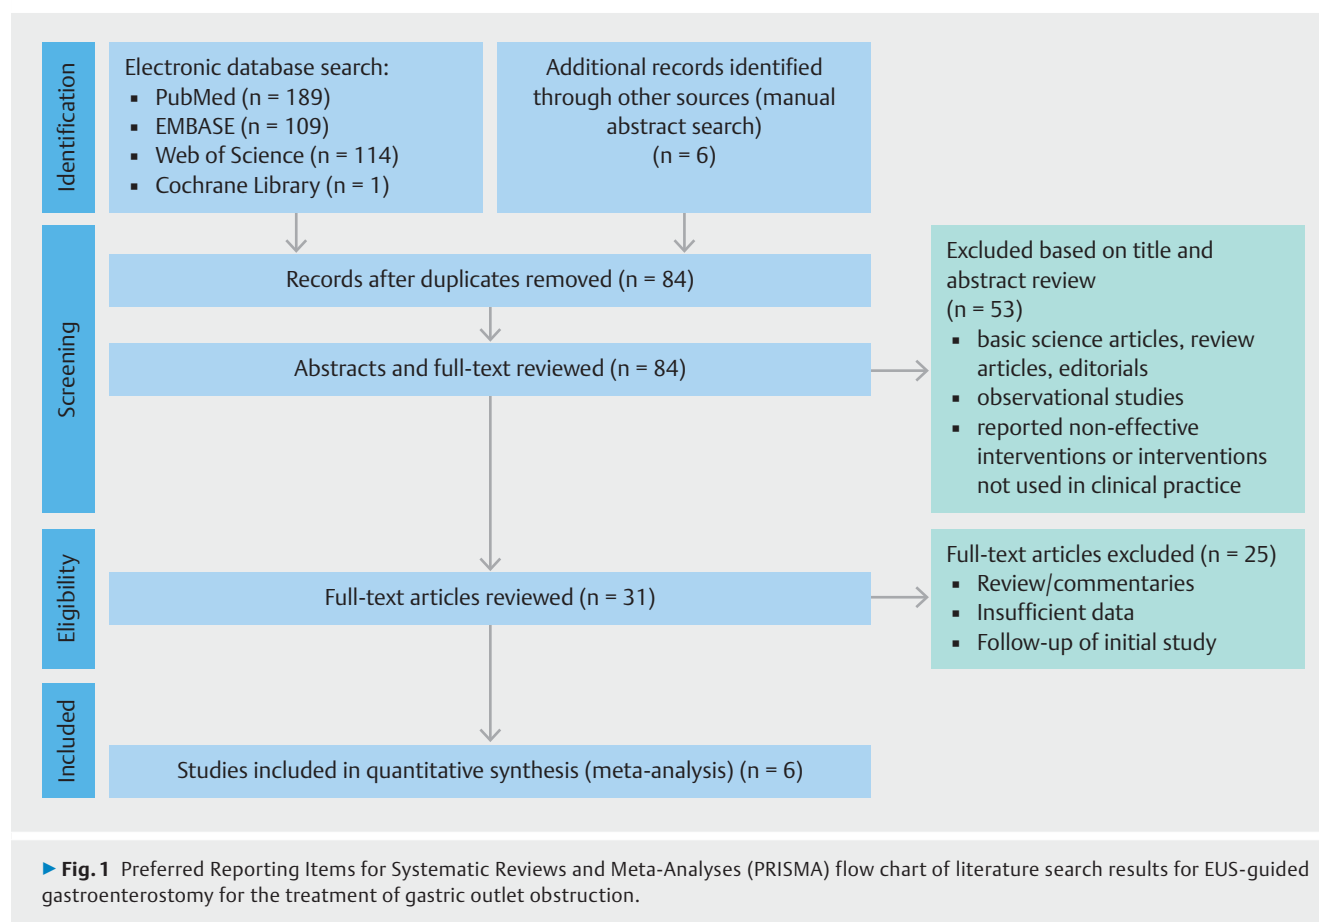 Identification
Electronic database search:
▪ PubMed (n = 189)
▪ EMBASE (n = 109)
▪ Web of Science (n = 114)
▪ Cochrane Library (n = 1)
Additional records identified
through other sources (manual
abstract search)
(n = 6)
Screening
Records after duplicates removed (n = 84)
Abstracts and full-text reviewed (n = 84)
Excluded based on title and
abstract review
(n = 53)
▪ basic science articles, review
articles, editorials
▪ observational studies
▪ reported non-effective
interventions or interventions
not used in clinical practice
Eligibility
Full-text articles reviewed (n = 31)
Full-text articles excluded (n = 25)
▪ Review/commentaries
▪ Insufficient data
▪ Follow-up of initial study
Included
Studies included in quantitative synthesis (meta-analysis) (n = 6)
▶ Fig. 1 Preferred Reporting Items for Systematic Reviews and Meta-Analyses (PRISMA) flow chart of literature search results for EUS-guided
gastroenterostomy for the treatment of gastric outlet obstruction.